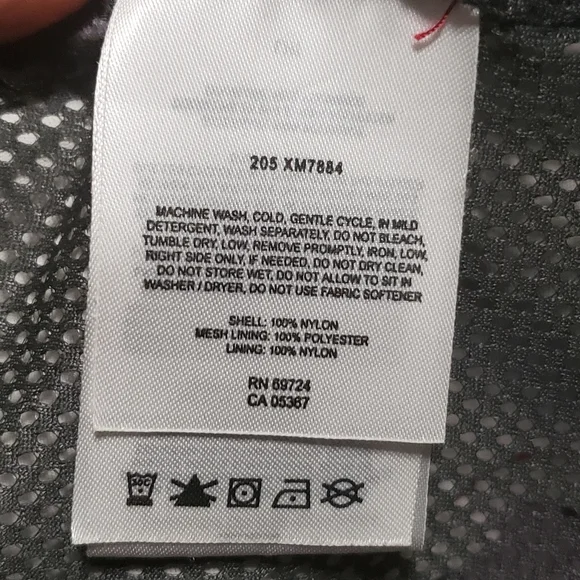 205 XM7884
MACHINE WASH, COLD, GENTLE CYCLE, IN MILD
DETERGENT, WASH SEPARATELY, DO NOT BLEACH,
TUMBLE DRY, LOW, REMOVE PROMPTLY, IRON, LOW,
RIGHT SIDE ONLY, IF NEEDED, DO NOT DRY CLEAN,
DO NOT STORE WET, DO NOT ALLOW TO SIT IN
WASHER / DRYER, DO NOT USE FABRIC SOFTENER
SHELL: 100% NYLON
MESH LINING: 100% POLYESTER
LINING: 100% NYLON
RN 69724
CA 05367
30C